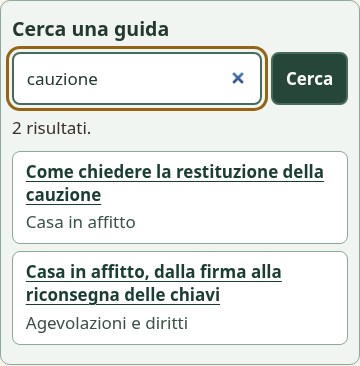 Cerca una guida
cauzione
Cerca
2 risultati.
Come chiedere la restituzione della
cauzione
Casa in affitto
Casa in affitto, dalla firma alla
riconsegna delle chiavi
Agevolazioni e diritti